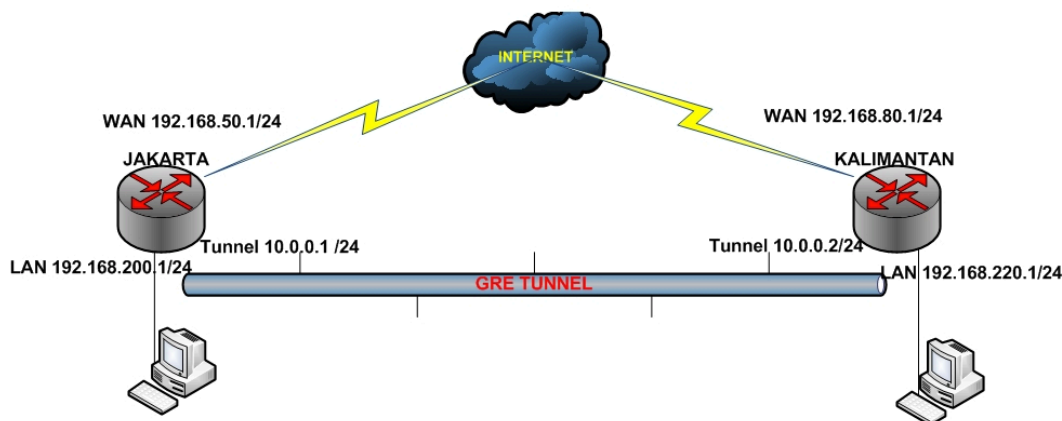 INTERNET
WAN 192.168.50.1/24
WAN 192.168.80.1/24
JAKARTA
KALIMANTAN
Tunnel 10.0.0.1 /24
Tunnel 10.0.0.2/24
LAN 192.168.200.1/24
LAN 192.168.220.1/24
GRE TUNNEL